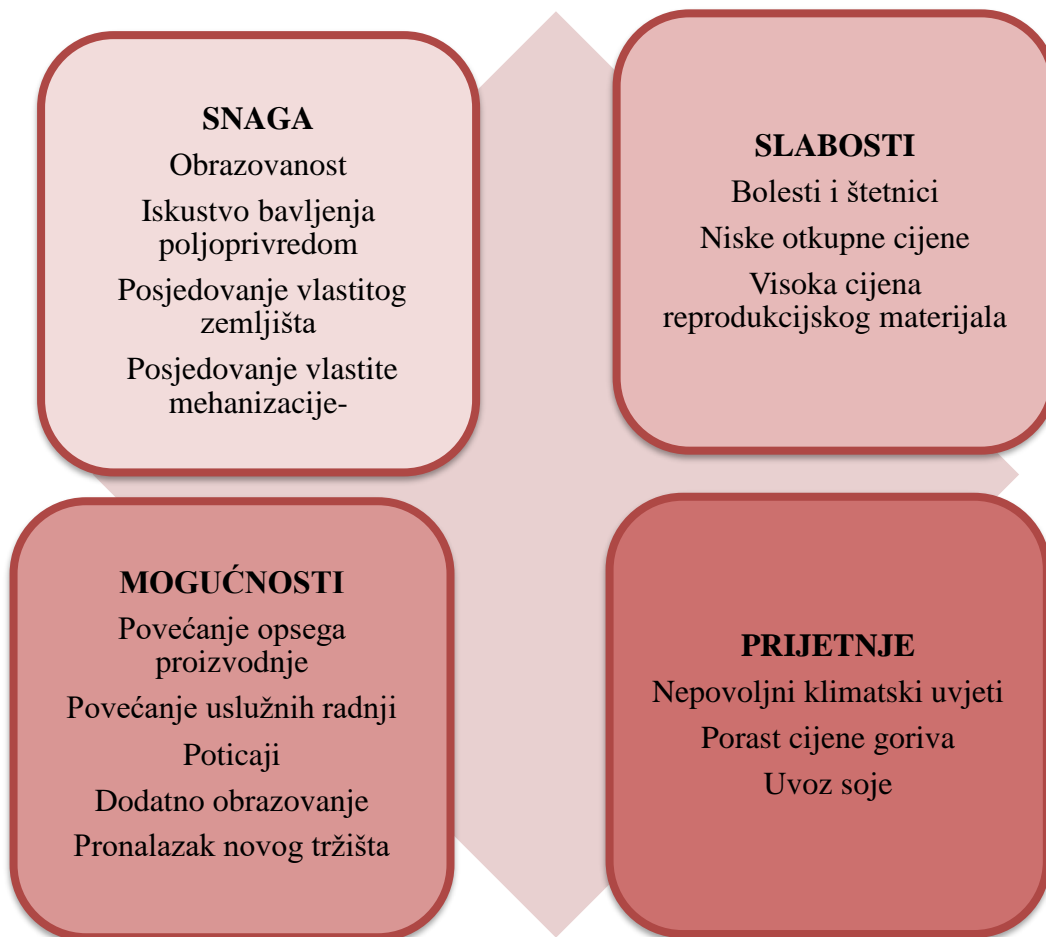 SNAGA
Obrazovanost
Iskustvo bavljenja
poljoprivredom
Posjedovanje vlastitog
zemljišta
Posjedovanje vlastite
mehanizacije-
SLABOSTI
Bolesti i štetnici
Niske otkupne cijene
Visoka cijena
reprodukcijskog materijala
MOGUĆNOSTI
Povećanje opsega
proizvodnje
Povećanje uslužnih radnji
Poticaji
Dodatno obrazovanje
Pronalazak novog tržišta
PRIJETNJE
Nepovoljni klimatski uvjeti
Porast cijene goriva
Uvoz soje